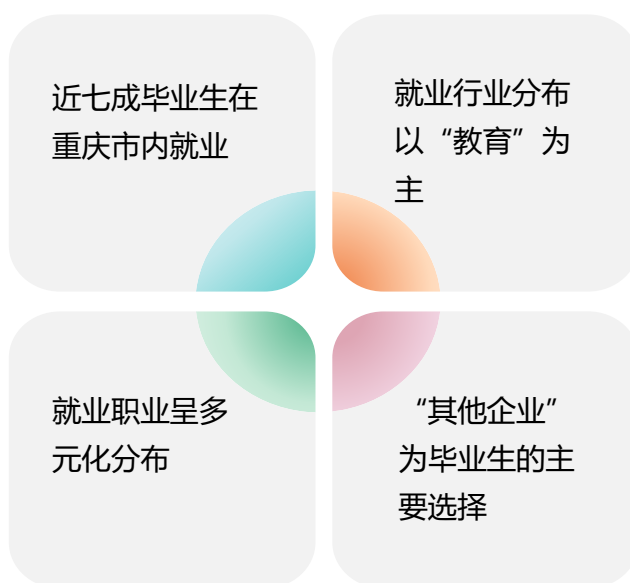 近七成毕业生在
重庆市内就业
就业行业分布
以“教育”为
主
就业职业呈多
元化分布
“其他企业”
为毕业生的主
要选择